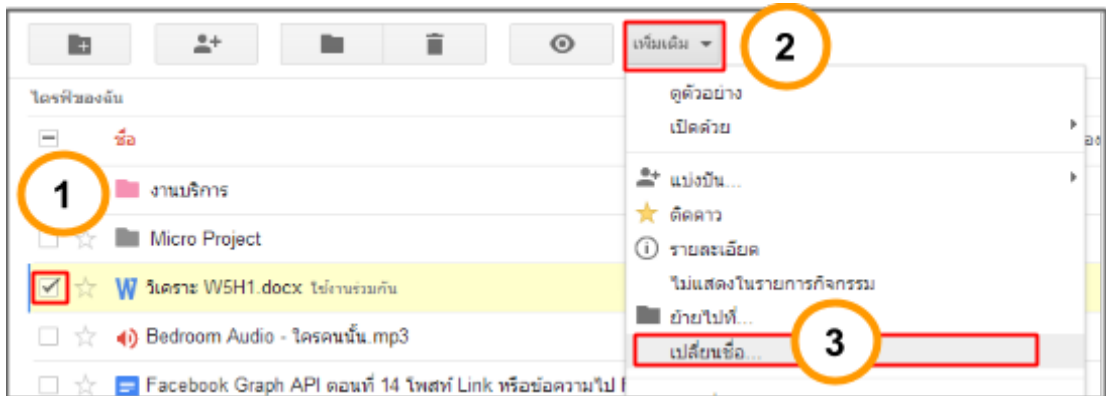 เพิ่มเติม
2
ไดรฟ์ของฉัน
ดูตัวอย่าง
เปิดด้วย
ชื่อ
1
งานบริการ
แบ่งปัน...
ติดดาว
Micro Project
รายละเอียด
วิเคราะ W5H1.docx ใช้งานร่วมกัน
ไม่แสดงในรายการกิจกรรม
ย้ายไปที่...
Bedroom Audio - ใครคนนั้น.mp3
เปลี่ยนชื่อ...
3
Facebook Graph API ตอนที่ 14 โพสท์ Link หรือข้อความไป